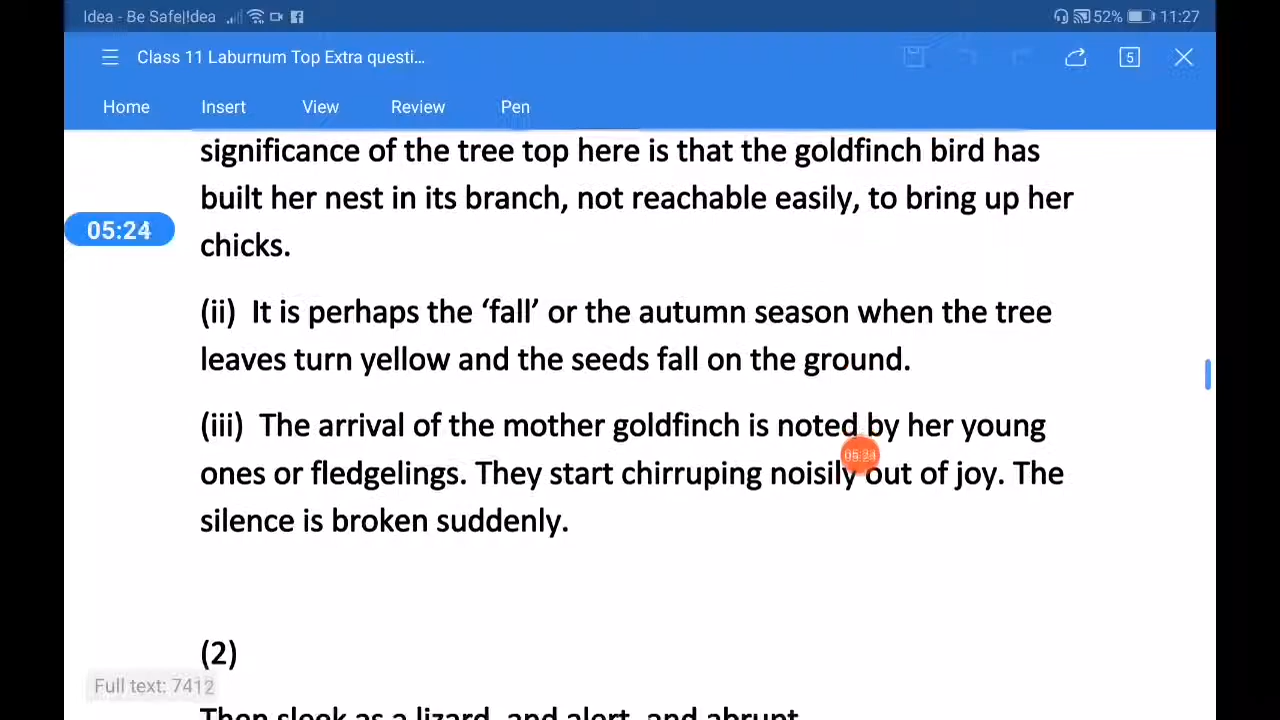 Idea - Be Safe|!dea 52% 11:27
Class 11 Laburnum Top Extra questi... 5
Home Insert View Review Pen
significance of the tree top here is that the goldfinch bird has
built her nest in its branch, not reachable easily, to bring up her
05:24
chicks.
(ii) It is perhaps the ‘fall’ or the autumn season when the tree
leaves turn yellow and the seeds fall on the ground.
(iii) The arrival of the mother goldfinch is noted by her young
05:24
ones or fledgelings. They start chirruping noisily out of joy. The
silence is broken suddenly.
(2)
Full text: 7412
Then sleek as a lizard, and alert, and abrupt